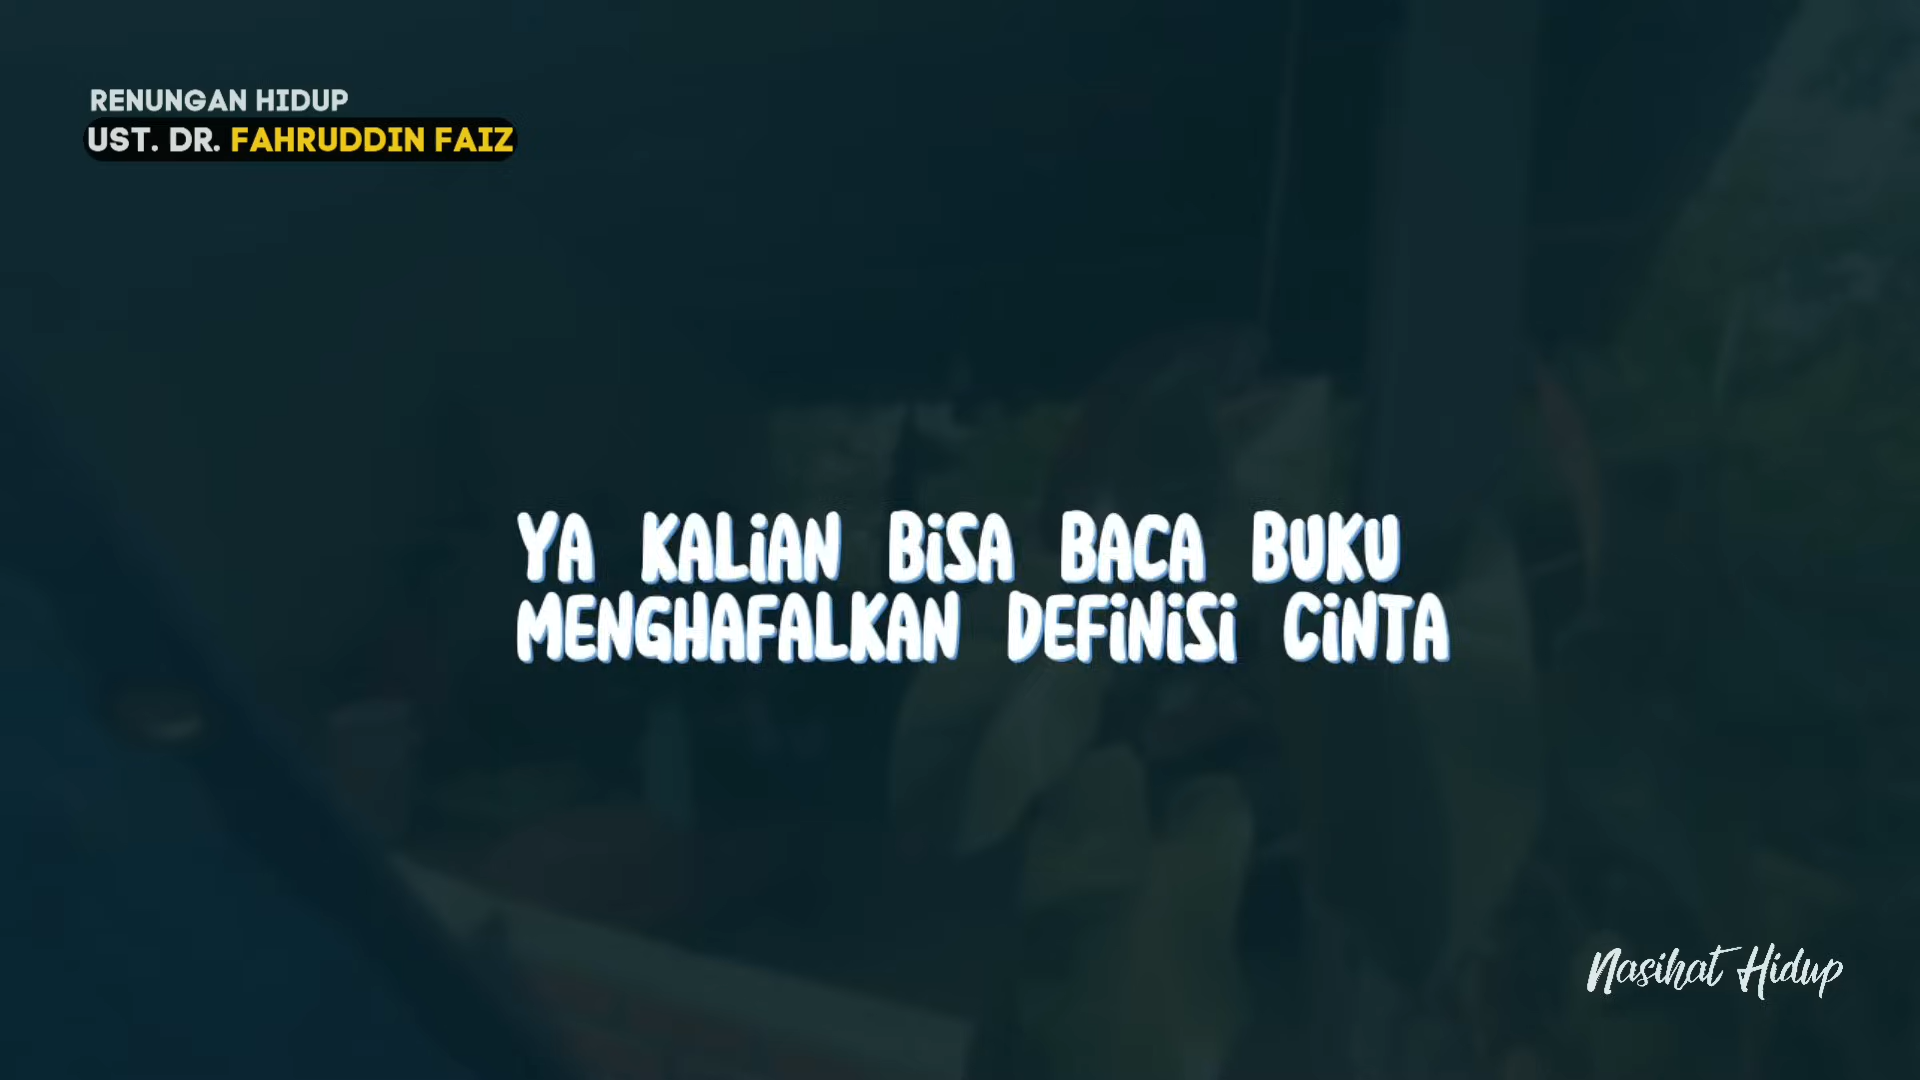 RENUNGAN HIDUP
UST. DR. FAHRUDDIN FAIZ
YA KALiAN BiSA BACA BUKU
MENGHAFALKAN DEFiNiSi CiNTA
Nasihat Hidup